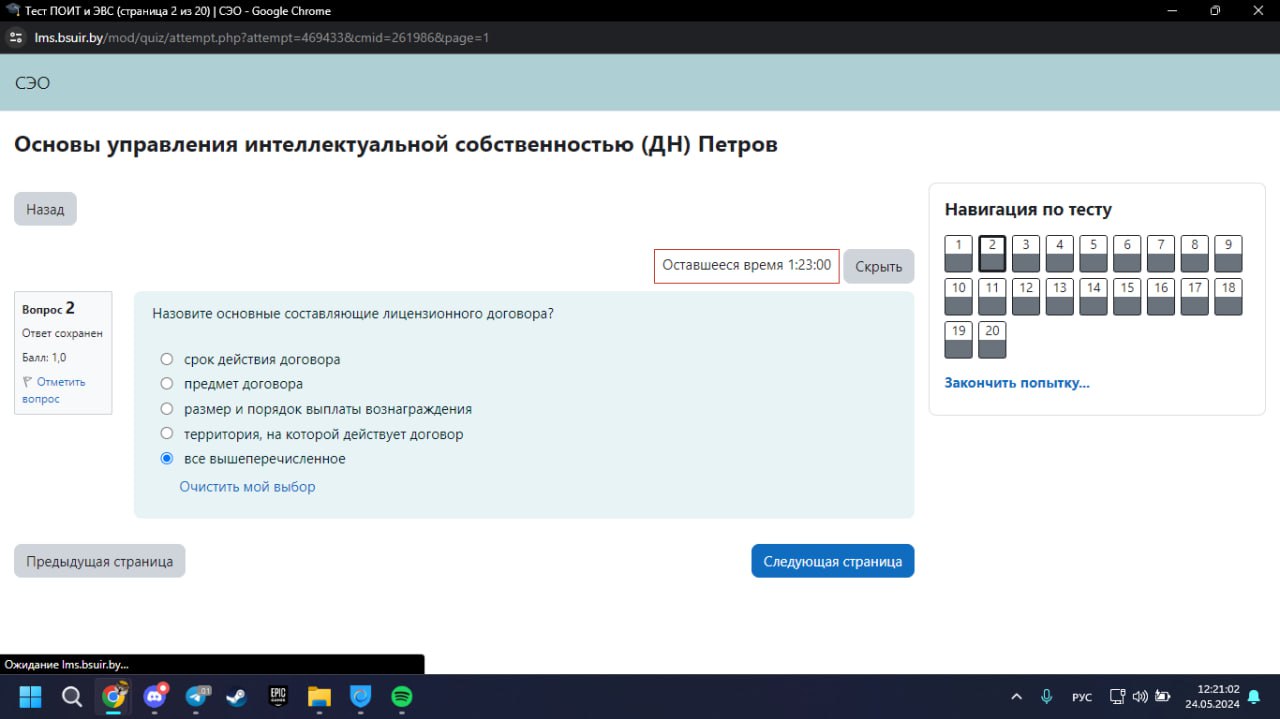 Тест ПОИТ и ЭВС (страница 2 из 20) | СЭО - Google Chrome
lms.bsuir.by/mod/quiz/attempt.php?attempt=469433&cmid=261986&page=1
СЭО
Основы управления интеллектуальной собственностью (ДН) Петров
Назад
Оставшееся время 1:23:00
Скрыть
Вопрос 2
Ответ сохранен
Балл: 1,0
Отметить
вопрос
Назовите основные составляющие лицензионного договора?
срок действия договора
предмет договора
размер и порядок выплаты вознаграждения
территория, на которой действует договор
все вышеперечисленное
Очистить мой выбор
Предыдущая страница
Следующая страница
Навигация по тесту
1 2 3 4 5 6 7 8 9
10 11 12 13 14 15 16 17 18
19 20
Закончить попытку...
Ожидание lms.bsuir.by...
01
EPIC
GAMES
РУС
12:21:02
24.05.2024